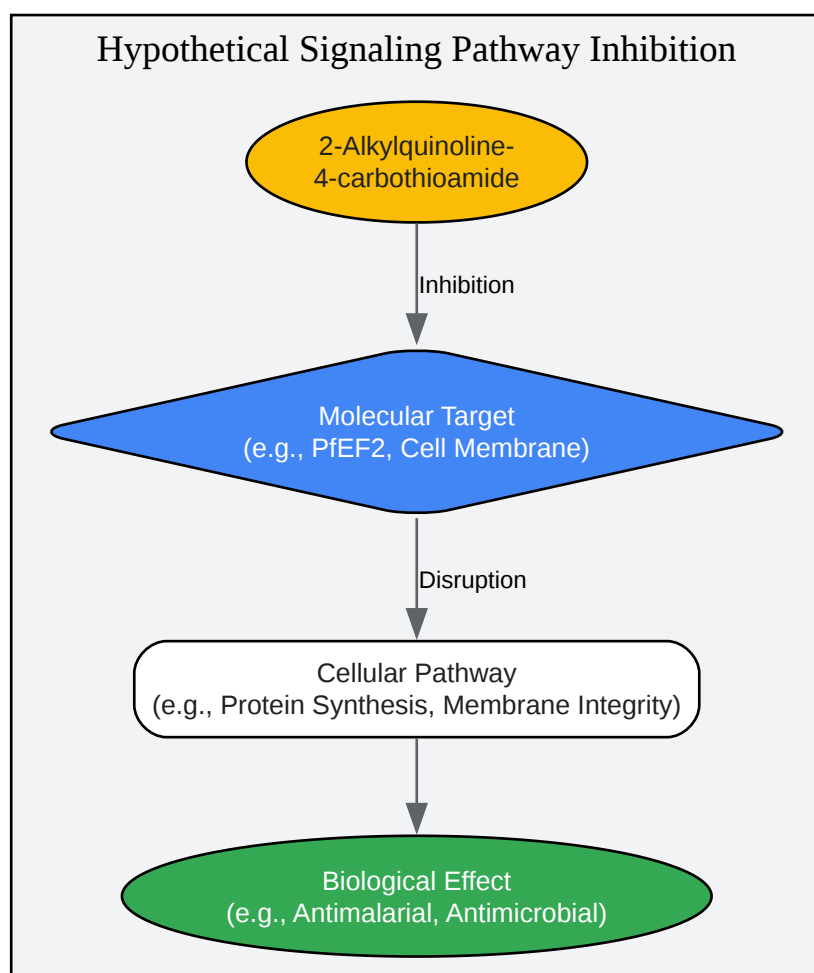 Hypothetical Signaling Pathway Inhibition
2-Alkylquinoline-
4-carbothioamide
Inhibition
Molecular Target
(e.g., PfEF2, Cell Membrane)
Disruption
Cellular Pathway
(e.g., Protein Synthesis, Membrane Integrity)
Biological Effect
(e.g., Antimalarial, Antimicrobial)